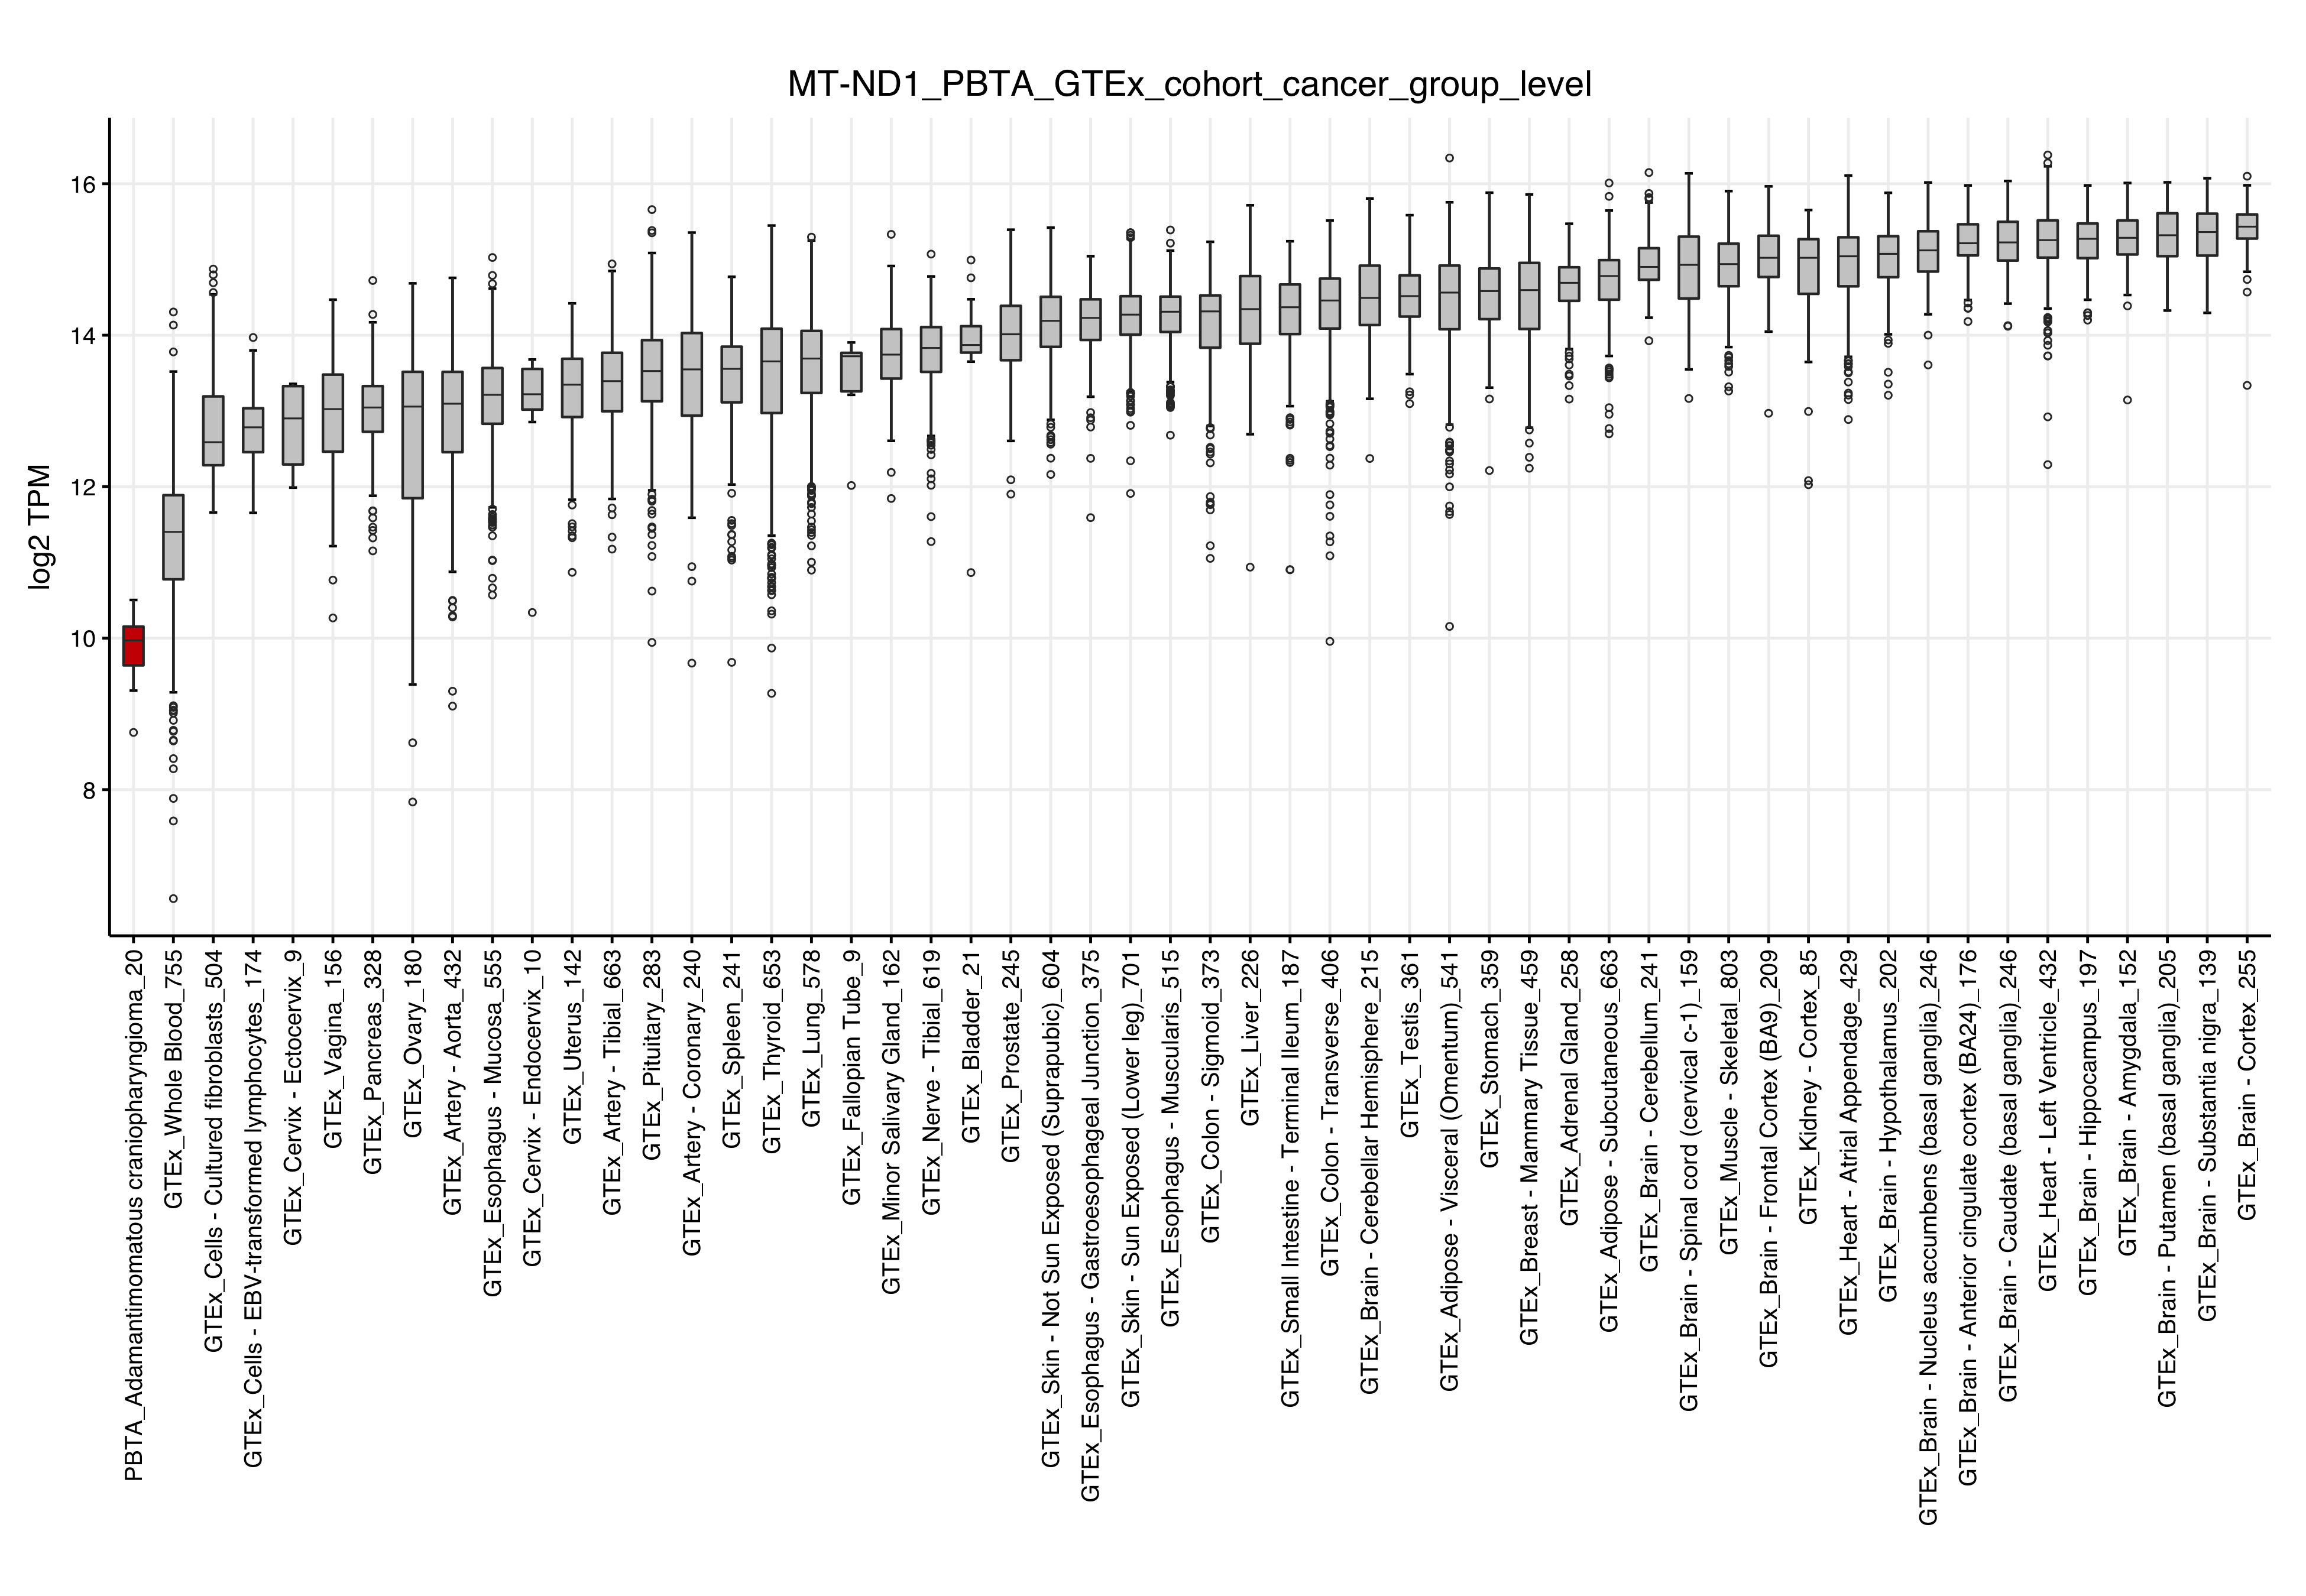 MT-ND1_PBTA_GTEx_cohort_cancer_group_level
log2 TPM
16
14
12
10
8
PBTA_Adamantimomatous craniopharyngioma_20
GTEx_Whole Blood_755
GTEx_Cells - Cultured fibroblasts_504
GTEx_Cells - EBV-transformed lymphocytes_174
GTEx_Cervix - Ectocervix_9
GTEx_Vagina_156
GTEx_Pancreas_328
GTEx_Ovary_180
GTEx_Artery - Aorta_432
GTEx_Esophagus - Mucosa_555
GTEx_Cervix - Endocervix_10
GTEx_Uterus_142
GTEx_Artery - Tibial_663
GTEx_Pituitary_283
GTEx_Artery - Coronary_240
GTEx_Spleen_241
GTEx_Thyroid_653
GTEx_Lung_578
GTEx_Fallopian Tube_9
GTEx_Minor Salivary Gland_162
GTEx_Nerve - Tibial_619
GTEx_Bladder_21
GTEx_Prostate_245
GTEx_Skin - Not Sun Exposed (Suprapubic)_604
GTEx_Esophagus - Gastroesophageal Junction_375
GTEx_Skin - Sun Exposed (Lower leg)_701
GTEx_Esophagus - Muscularis_515
GTEx_Colon - Sigmoid_373
GTEx_Liver_226
GTEx_Small Intestine - Terminal Ileum_187
GTEx_Colon - Transverse_406
GTEx_Brain - Cerebellar Hemisphere_215
GTEx_Testis_361
GTEx_Adipose - Visceral (Omentum)_541
GTEx_Stomach_359
GTEx_Breast - Mammary Tissue_459
GTEx_Adrenal Gland_258
GTEx_Adipose - Subcutaneous_663
GTEx_Brain - Cerebellum_241
GTEx_Brain - Spinal cord (cervical c-1)_159
GTEx_Muscle - Skeletal_803
GTEx_Brain - Frontal Cortex (BA9)_209
GTEx_Kidney - Cortex_85
GTEx_Heart - Atrial Appendage_429
GTEx_Brain - Hypothalamus_202
GTEx_Brain - Nucleus accumbens (basal ganglia)_246
GTEx_Brain - Anterior cingulate cortex (BA24)_176
GTEx_Brain - Caudate (basal ganglia)_246
GTEx_Heart - Left Ventricle_432
GTEx_Brain - Hippocampus_197
GTEx_Brain - Amygdala_152
GTEx_Brain - Putamen (basal ganglia)_205
GTEx_Brain - Substantia nigra_139
GTEx_Brain - Cortex_255